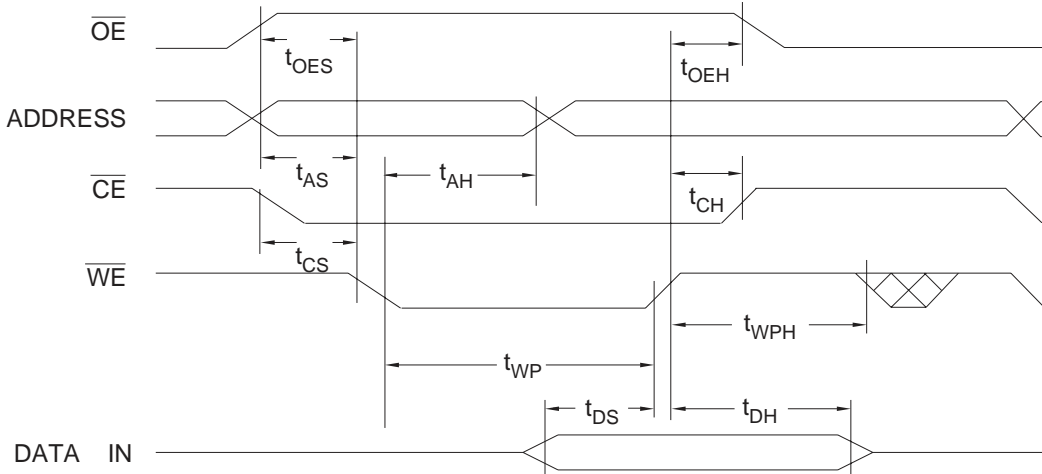 OE
tOES
tOEH
ADDRESS
tAS
tAH
CE
tCH
tCS
WE
tWPH
tWP
tDS
tDH
DATA IN